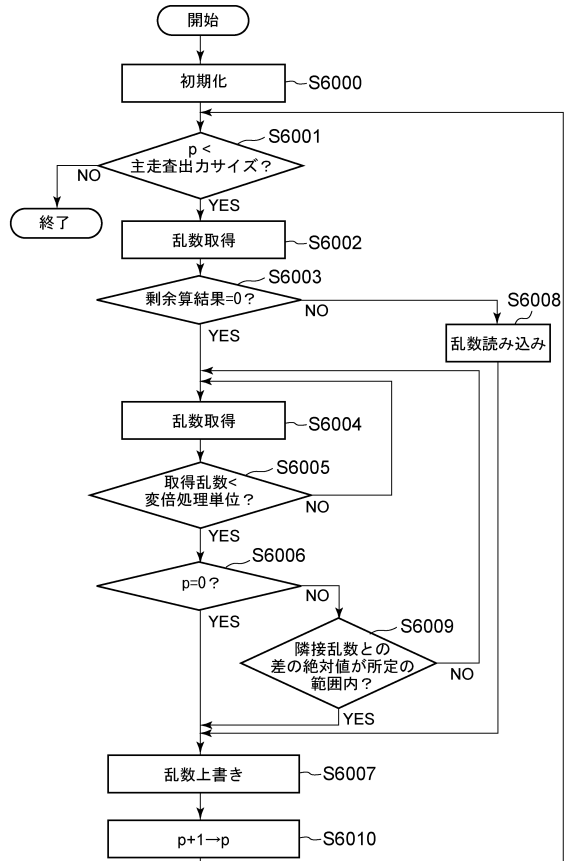 開始
初期化
S6000
p <
主走査出力サイズ？
S6001
NO
YES
終了
乱数取得
S6002
剰余算結果=0？
S6003
NO
YES
S6008
乱数読み込み
乱数取得
S6004
取得乱数<
変倍処理単位？
S6005
NO
YES
p=0？
S6006
NO
YES
隣接乱数との
差の絶対値が所定の
範囲内？
S6009
NO
YES
乱数上書き
S6007
p+1→p
S6010